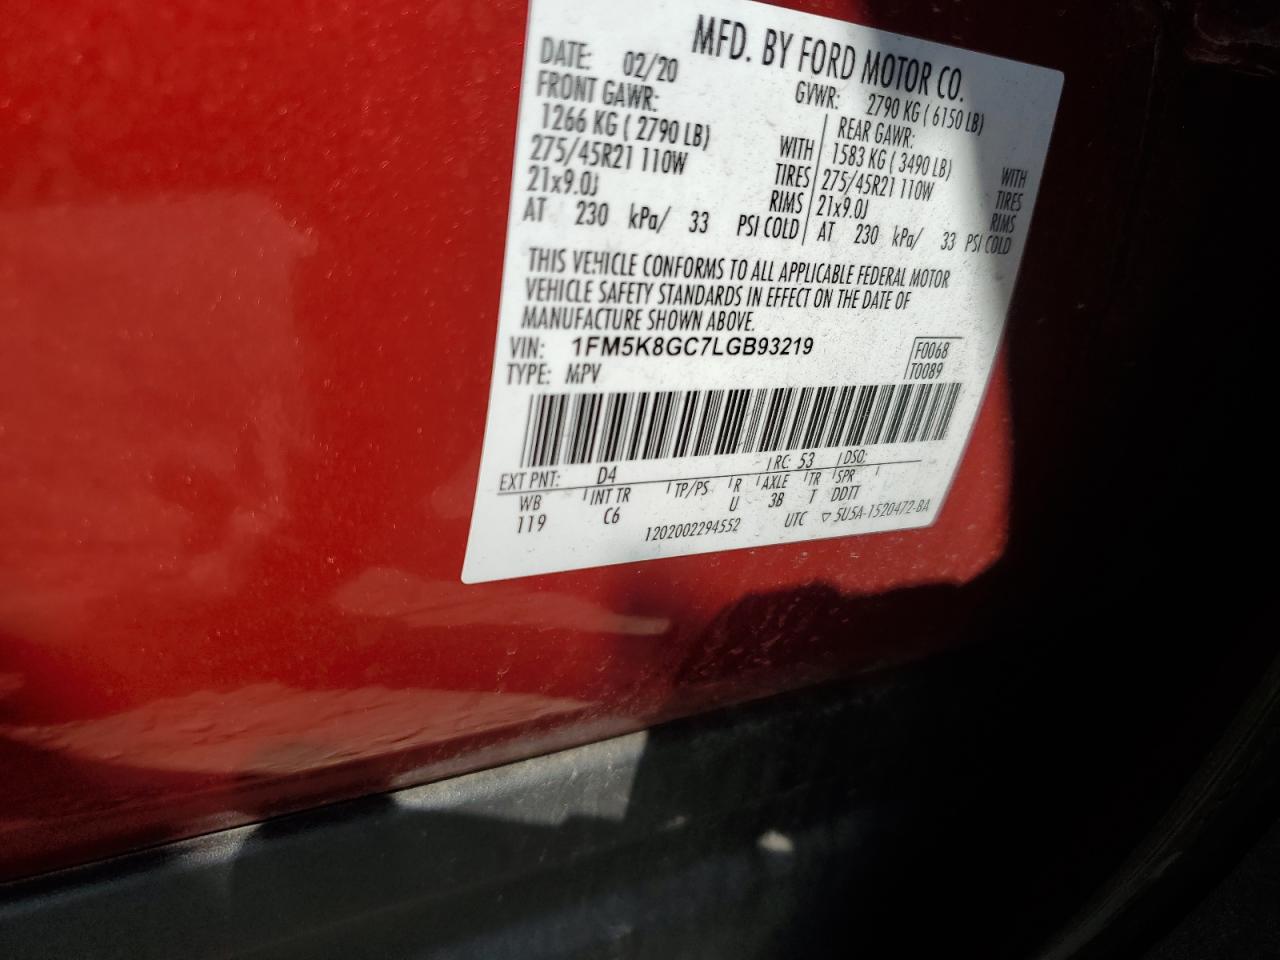 MFD. BY FORD MOTOR CO.
DATE: 02/20 GVWR: 2790 KG ( 6150 LB)
FRONT GAWR: REAR GAWR:
1266 KG ( 2790 LB) WITH 1583 KG ( 3490 LB) WITH
275/45R21 110W TIRES 275/45R21 110W TIRES
21x9.0J RIMS 21x9.0J RIMS
AT 230 kPa/ 33 PSI COLD AT 230 kPa/ 33 PSI COLD
THIS VEHICLE CONFORMS TO ALL APPLICABLE FEDERAL MOTOR
VEHICLE SAFETY STANDARDS IN EFFECT ON THE DATE OF
MANUFACTURE SHOWN ABOVE.
VIN: 1FM5K8GC7LGB93219 F0068
TYPE: MPV T0089
EXT PNT: D4 RC: 53 DSO:
WB INT TR TP/PS R AXLE TR SPR
119 C6 U 3B T DDTT
1202002294552 UTC ▽ 5U5A-1520472-BA